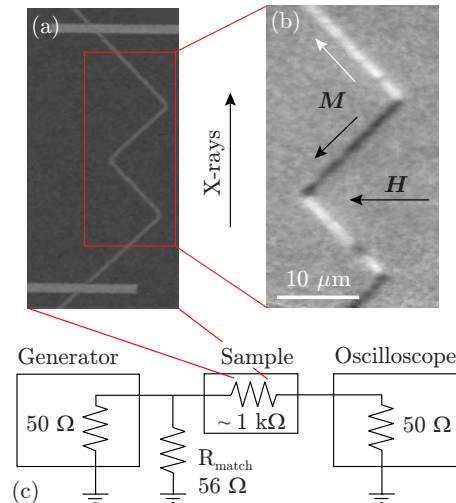 (a)
X-rays
(b)
M
H
10 μm
Generator
Sample
Oscilloscope
50 Ω
~ 1 kΩ
50 Ω
R_match
56 Ω
(c)